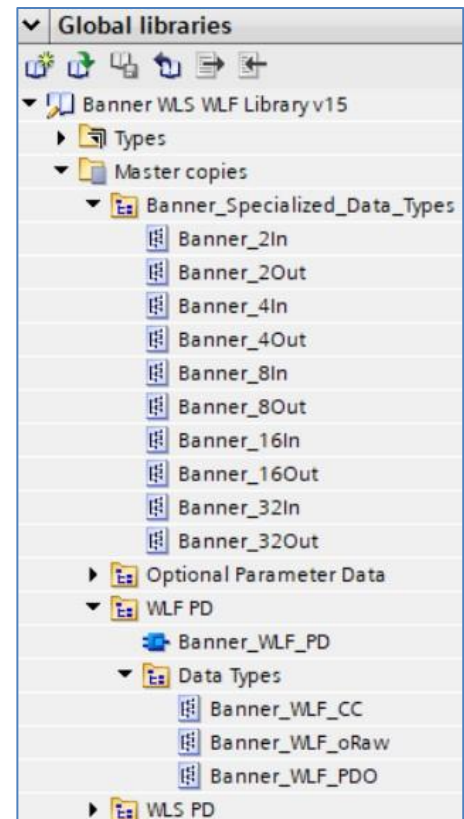 Global libraries
Banner WLS WLF Library v15
Types
Master copies
Banner_Specialized_Data_Types
Banner_2In
Banner_2Out
Banner_4In
Banner_4Out
Banner_8In
Banner_8Out
Banner_16In
Banner_16Out
Banner_32In
Banner_32Out
Optional Parameter Data
WLF PD
Banner_WLF_PD
Data Types
Banner_WLF_CC
Banner_WLF_oRaw
Banner_WLF_PDO
WLS PD